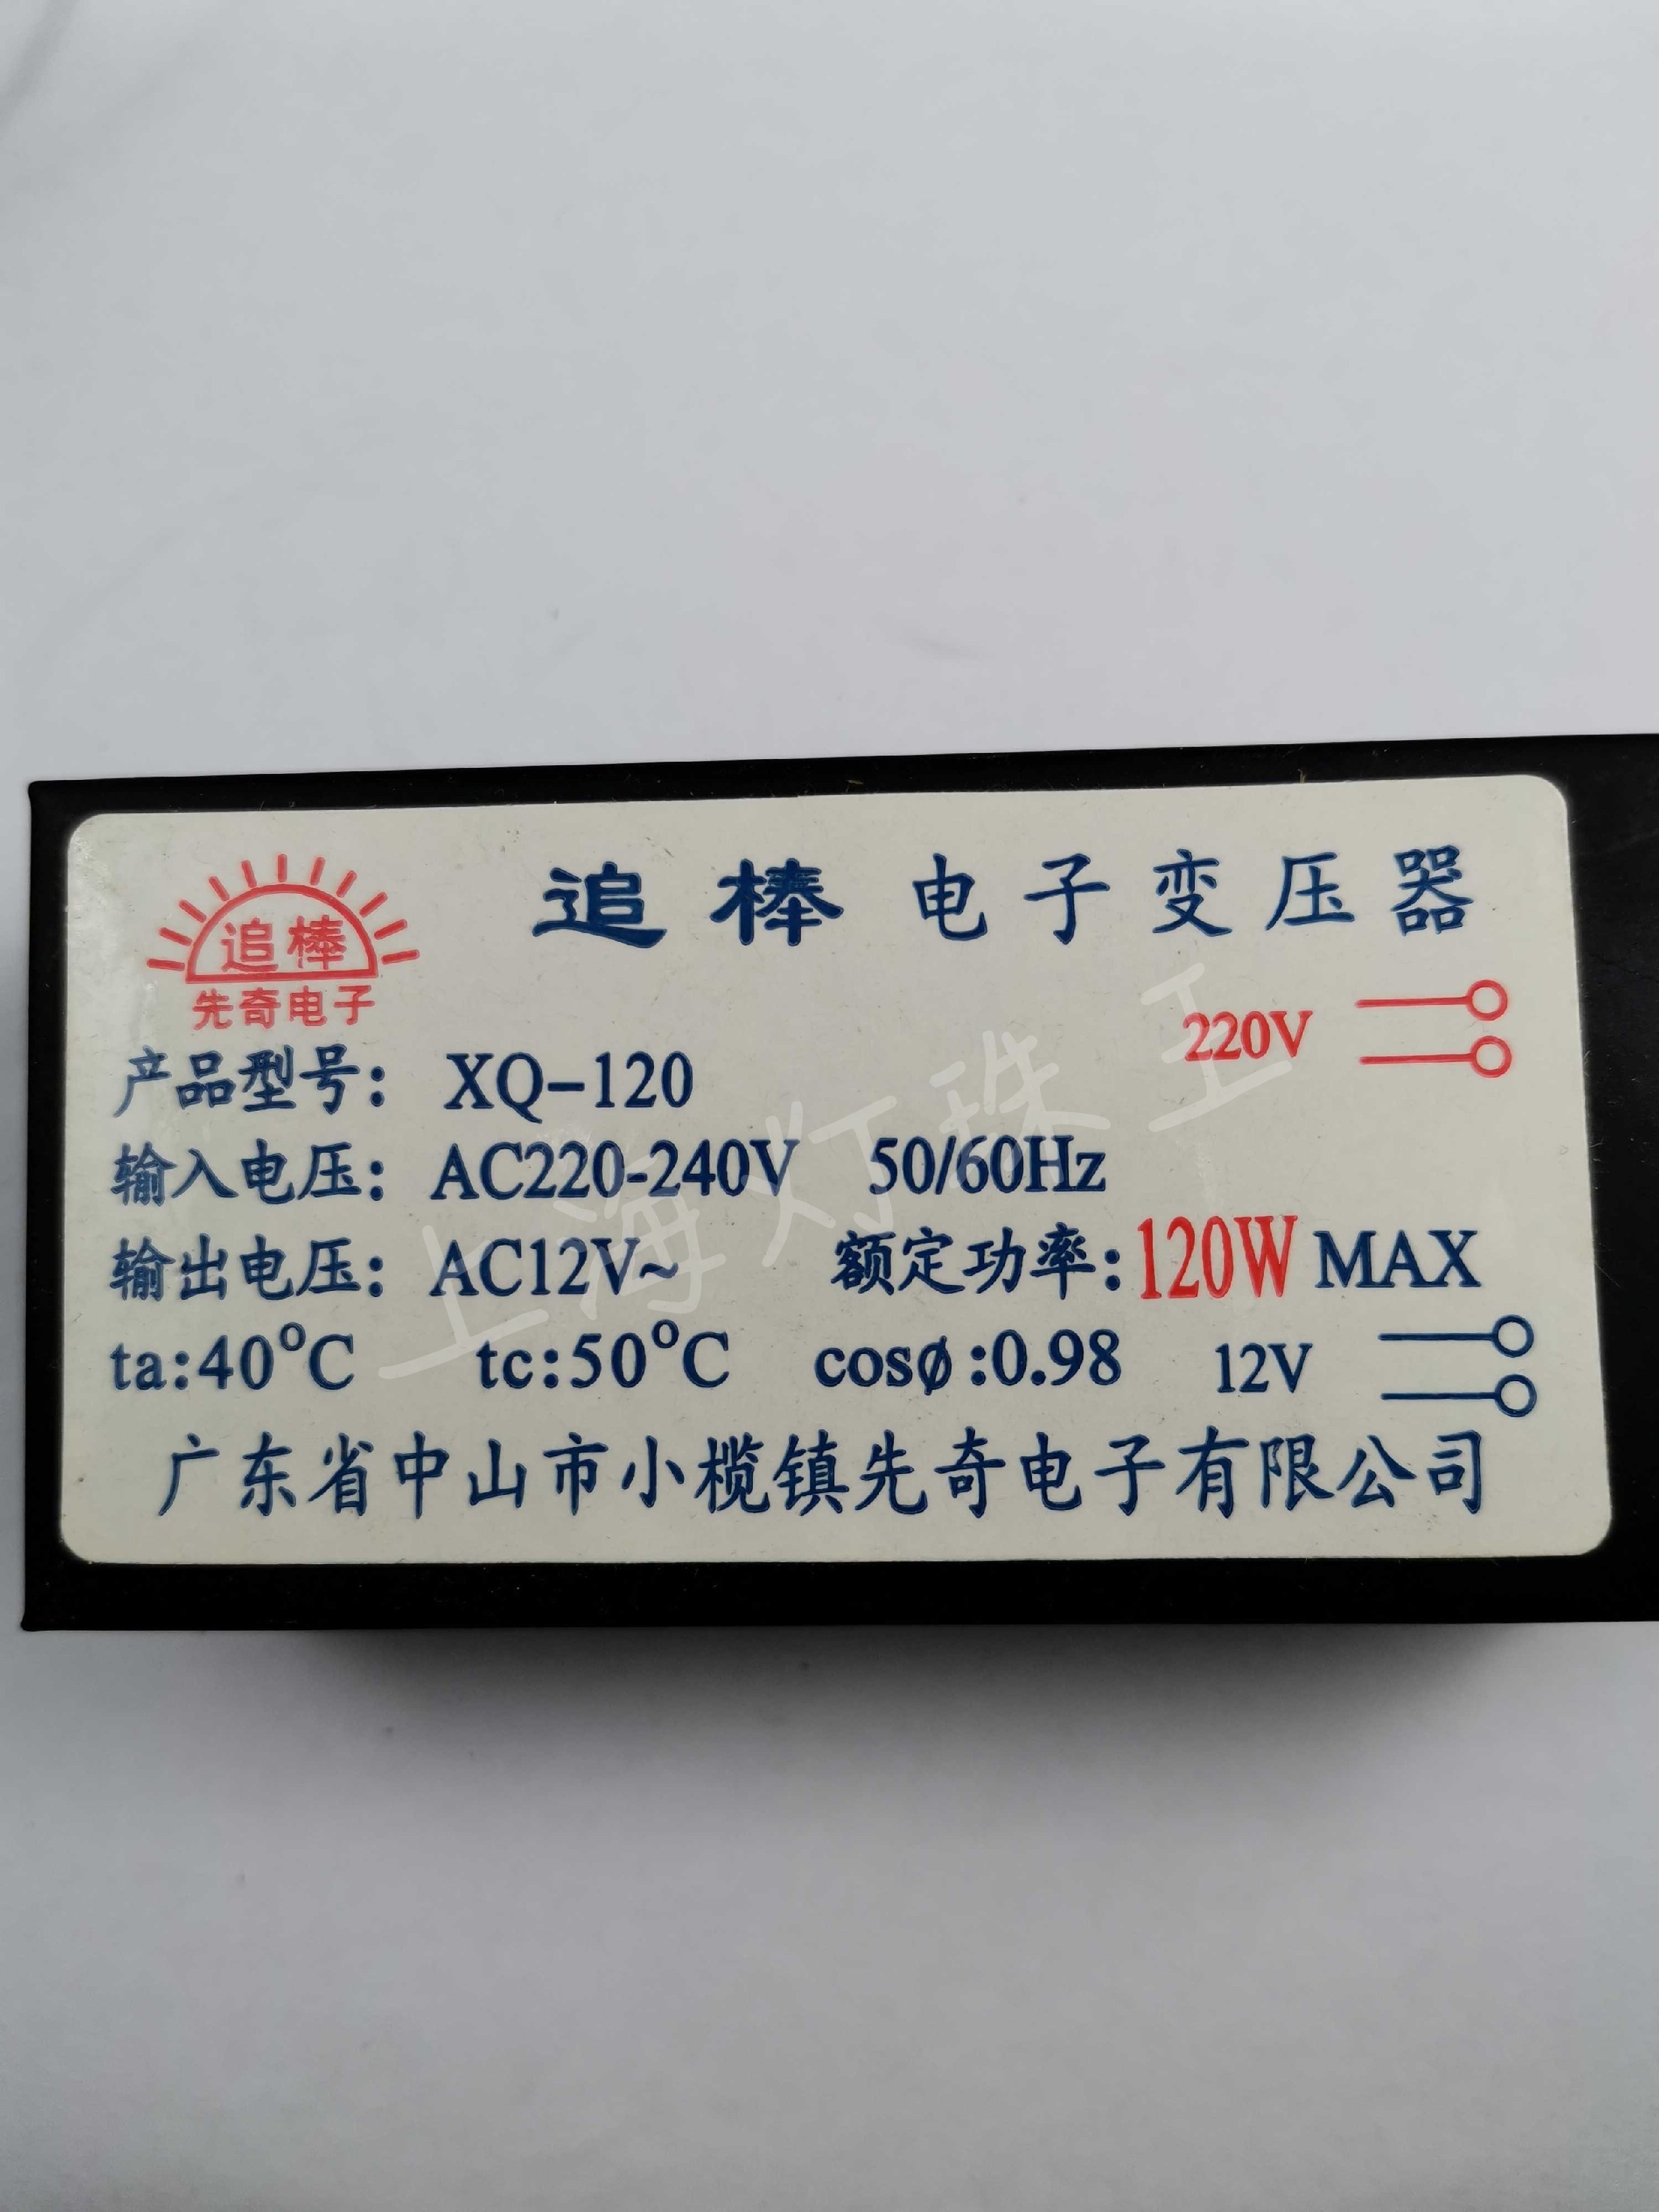 追棒 电子变压器
追棒
先奇电子
220V
产品型号： XQ-120
输入电压： AC220-240V 50/60Hz
输出电压： AC12V~ 额定功率:120W MAX
ta:40°C tc:50°C cosø:0.98 12V
广东省中山市小榄镇先奇电子有限公司
上海灯珠王